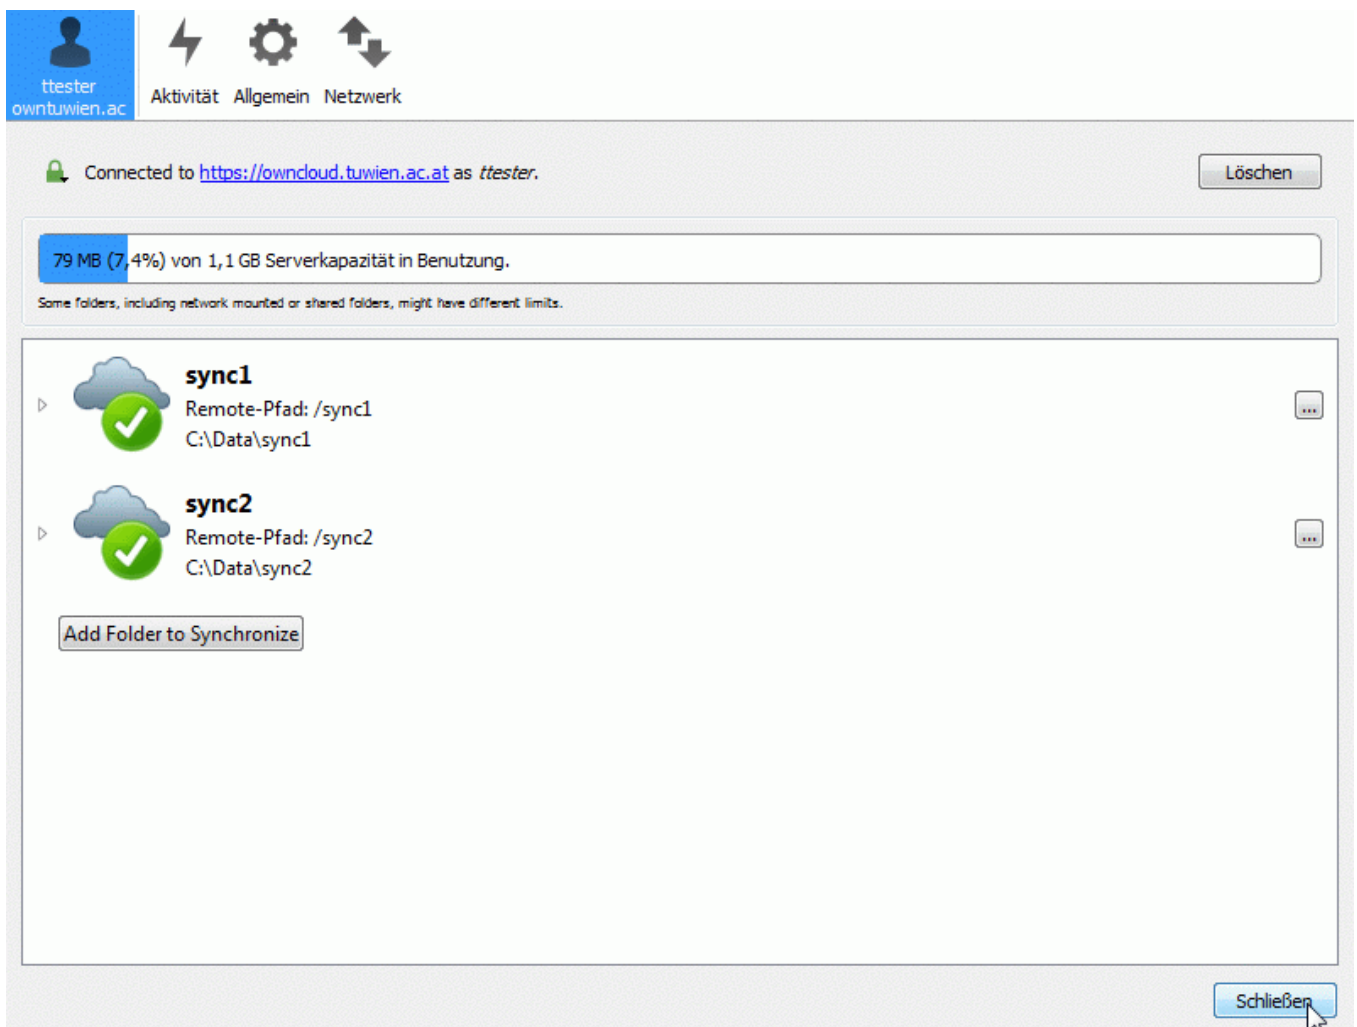 ttester
owntuwien.ac
Aktivität Allgemein Netzwerk
Connected to https://owncloud.tuwien.ac.at as ttester.
Löschen
79 MB (7,4%) von 1,1 GB Serverkapazität in Benutzung.
Some folders, including network mounted or shared folders, might have different limits.
sync1
Remote-Pfad: /sync1
C:\Data\sync1
...
sync2
Remote-Pfad: /sync2
C:\Data\sync2
...
Add Folder to Synchronize
Schließen